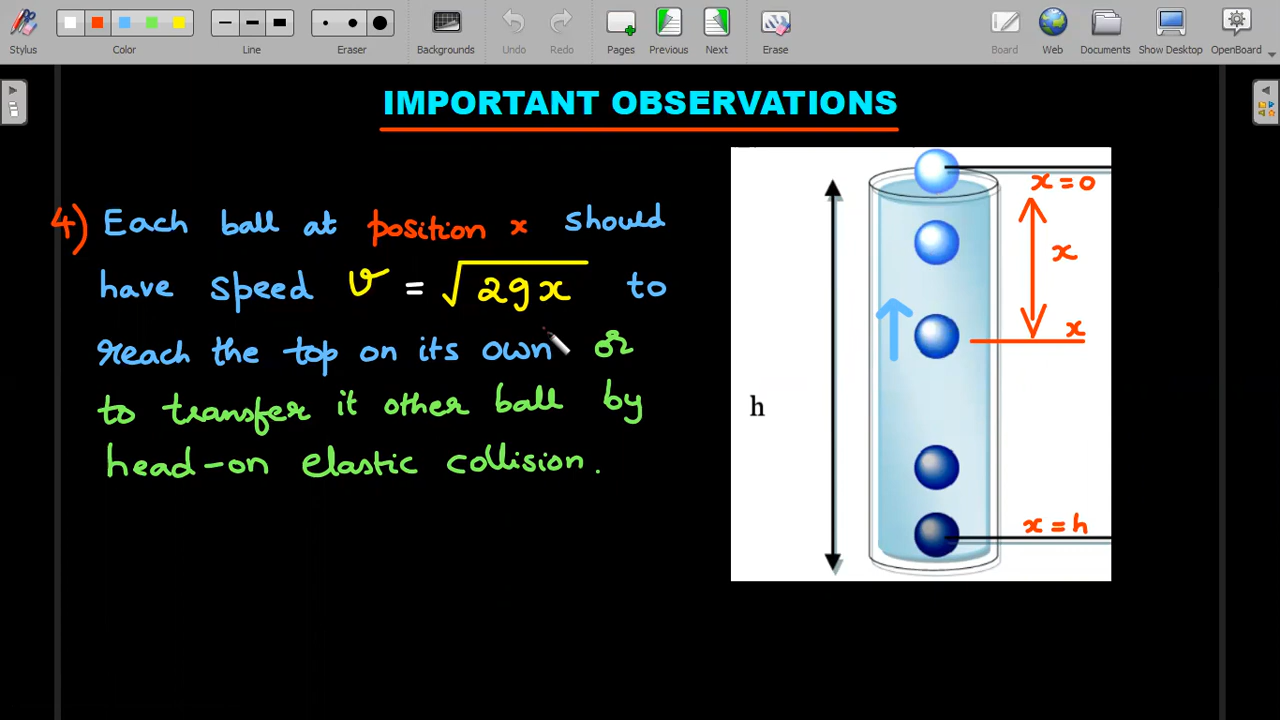 Stylus
Color
Line
Eraser
Backgrounds
Undo
Redo
Pages
Previous
Next
Erase
Board
Web
Documents
Show Desktop
OpenBoard
IMPORTANT OBSERVATIONS
4) Each ball at position x should
have speed v = √2gx to
reach the top on its own or
to transfer it other ball by
head-on elastic collision.
x = 0
x
x
h
x = h